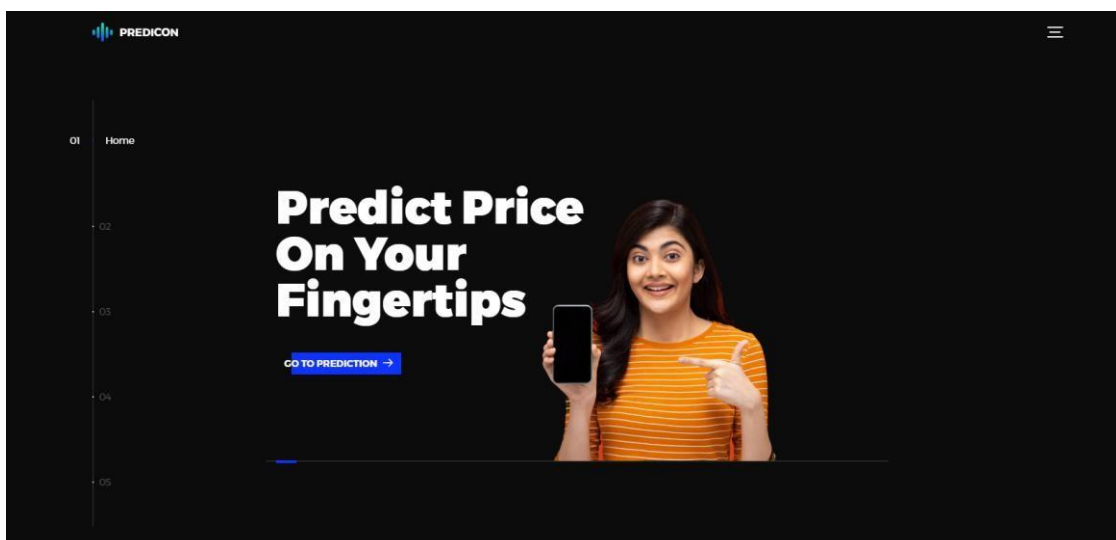 PREDICON
01 Home
Predict Price
On Your
Fingertips
02
03
GO TO PREDICTION →
04
05